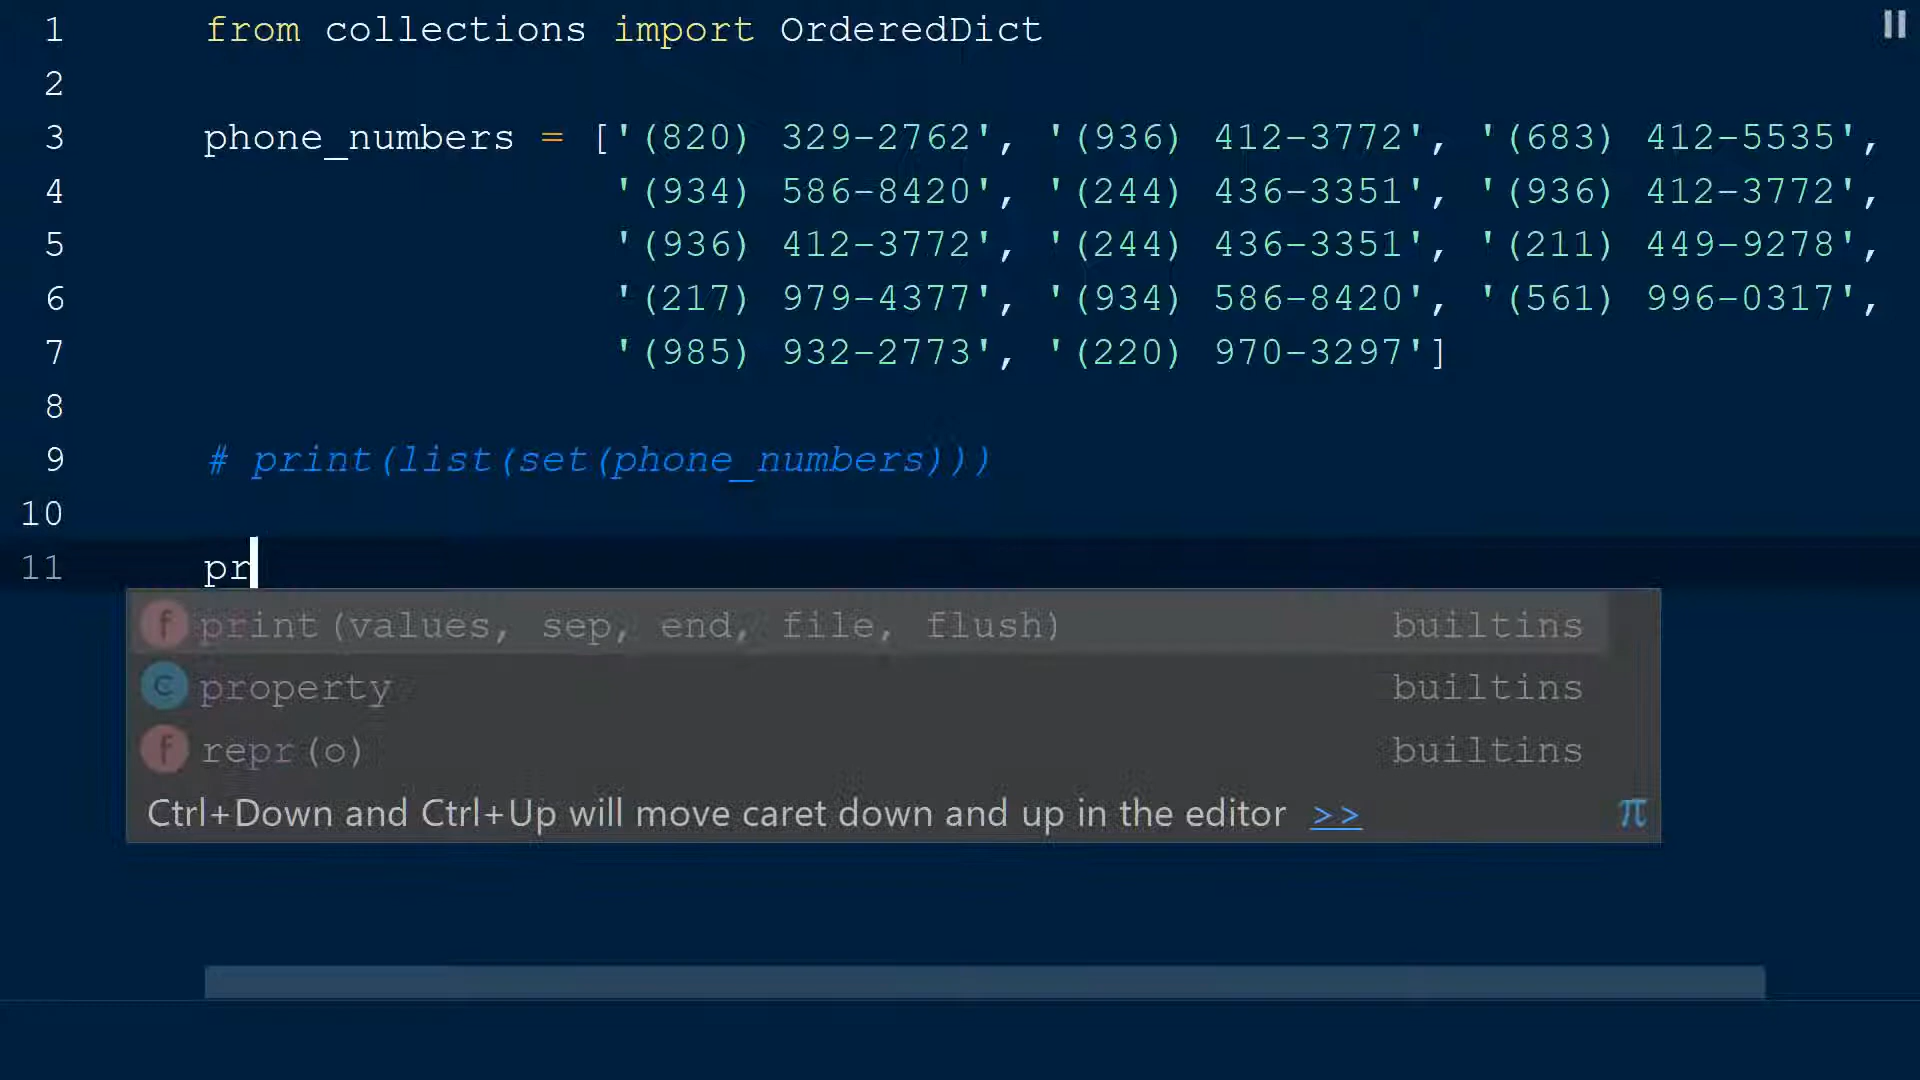 1 from collections import OrderedDict
2
3 phone_numbers = ['(820) 329-2762', '(936) 412-3772', '(683) 412-5535',
4 '(934) 586-8420', '(244) 436-3351', '(936) 412-3772',
5 '(936) 412-3772', '(244) 436-3351', '(211) 449-9278',
6 '(217) 979-4377', '(934) 586-8420', '(561) 996-0317',
7 '(985) 932-2773', '(220) 970-3297']
8
9 # print(list(set(phone_numbers)))
10
11 pr
f print(values, sep, end, file, flush) builtins
c property builtins
f repr(o) builtins
Ctrl+Down and Ctrl+Up will move caret down and up in the editor >> π